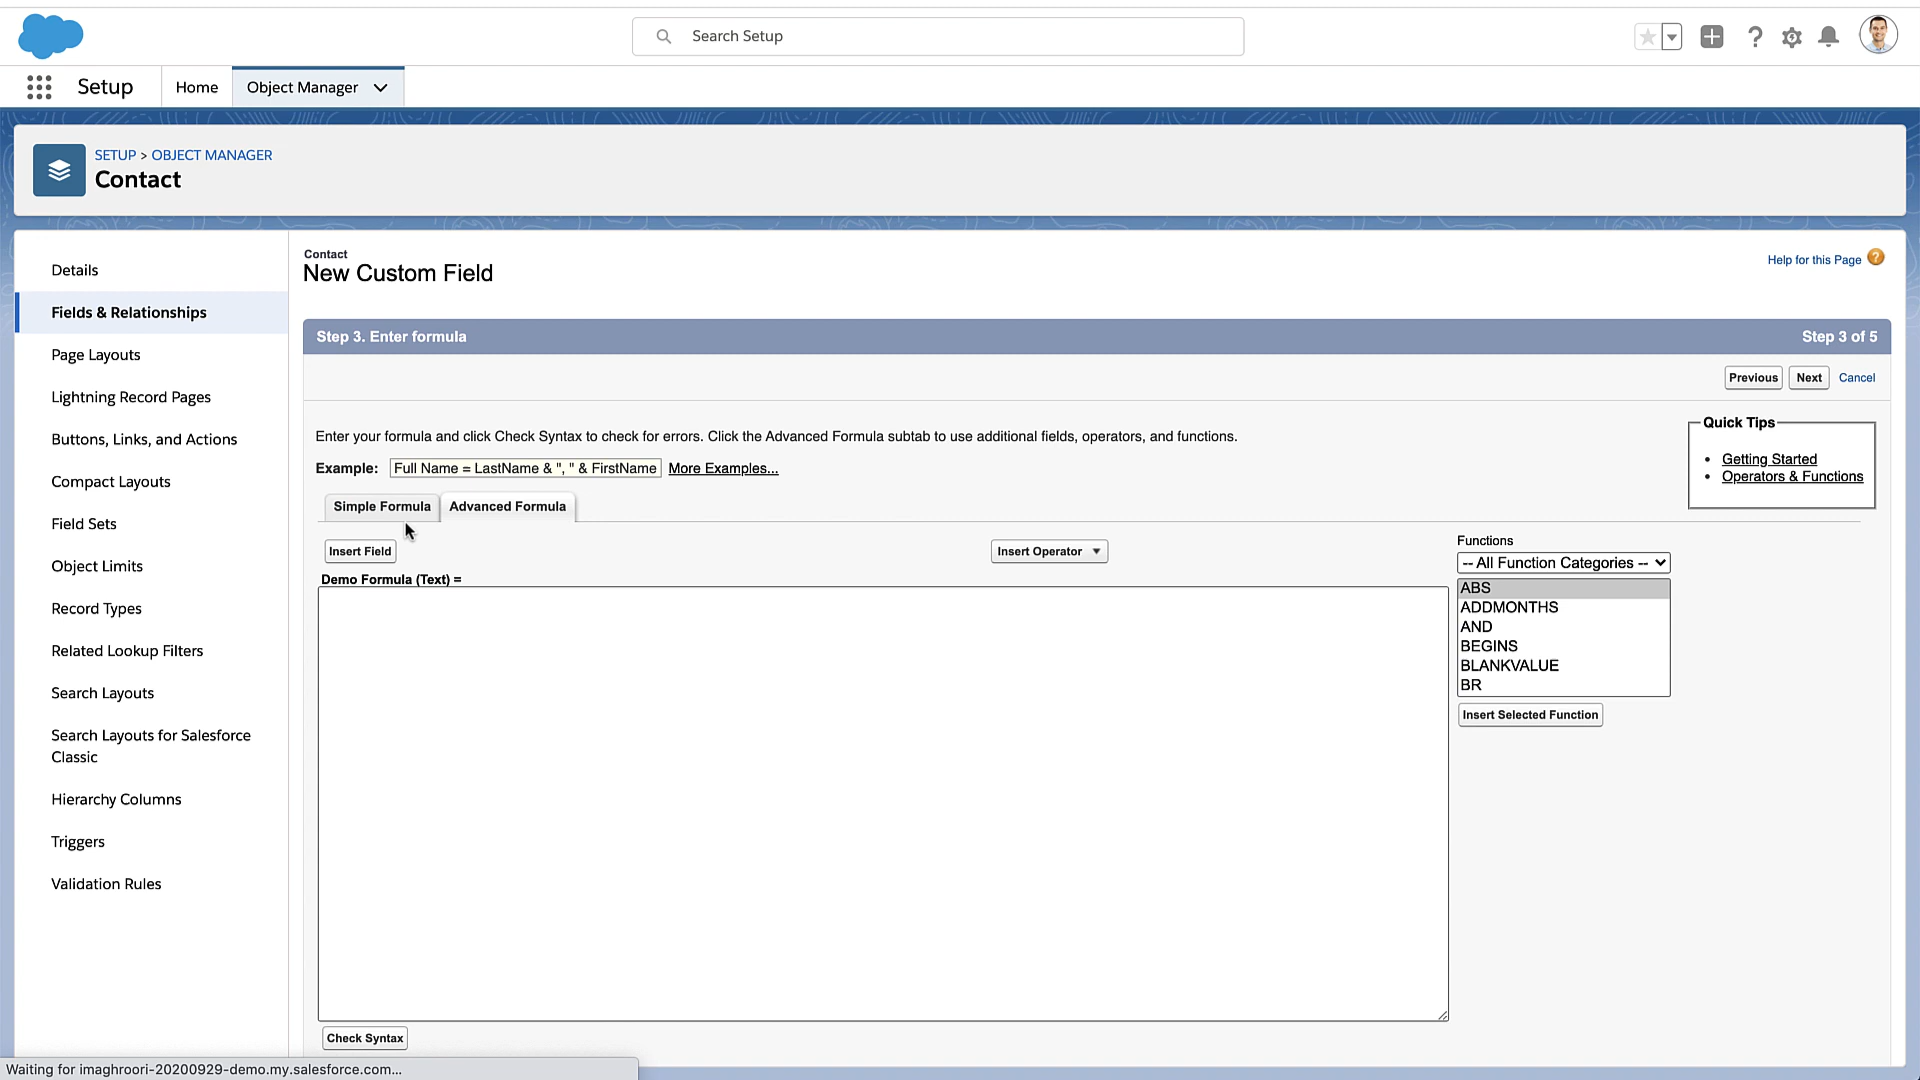 Search Setup
Setup
Home
Object Manager
SETUP > OBJECT MANAGER
Contact
Details
Fields & Relationships
Page Layouts
Lightning Record Pages
Buttons, Links, and Actions
Compact Layouts
Field Sets
Object Limits
Record Types
Related Lookup Filters
Search Layouts
Search Layouts for Salesforce
Classic
Hierarchy Columns
Triggers
Validation Rules
Contact
New Custom Field
Help for this Page
Step 3. Enter formula
Step 3 of 5
Previous
Next
Cancel
Enter your formula and click Check Syntax to check for errors. Click the Advanced Formula subtab to use additional fields, operators, and functions.
Example: Full Name = LastName & ", " & FirstName More Examples...
Quick Tips
• Getting Started
• Operators & Functions
Simple Formula
Advanced Formula
Insert Field
Insert Operator
Demo Formula (Text) =
Functions
-- All Function Categories --
ABS
ADDMONTHS
AND
BEGINS
BLANKVALUE
BR
Insert Selected Function
Check Syntax
Waiting for imaghroori-20200929-demo.my.salesforce.com...